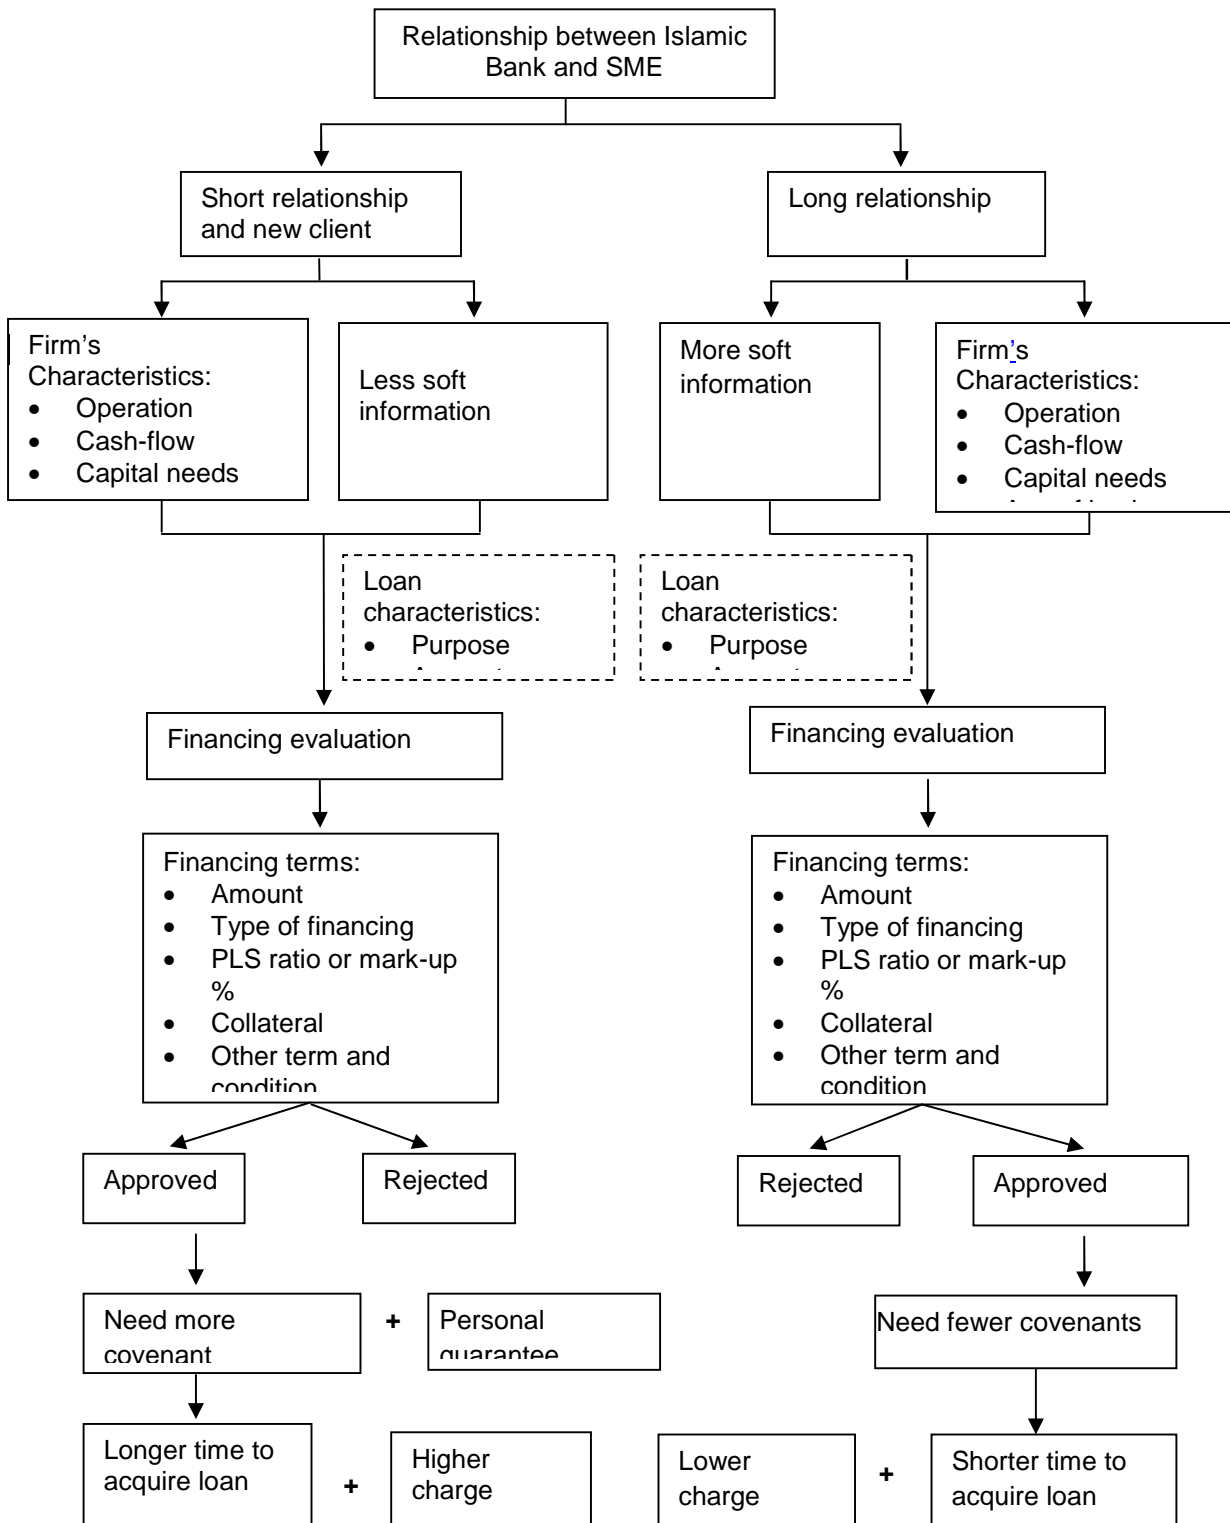 Relationship between Islamic
Bank and SME
Short relationship
and new client
Long relationship
Firm’s
Characteristics:
• Operation
• Cash-flow
• Capital needs
Less soft
information
More soft
information
Firm’s
Characteristics:
• Operation
• Cash-flow
• Capital needs
Loan
characteristics:
• Purpose
Loan
characteristics:
• Purpose
Financing evaluation
Financing evaluation
Financing terms:
• Amount
• Type of financing
• PLS ratio or mark-up
%
• Collateral
• Other term and
condition
Financing terms:
• Amount
• Type of financing
• PLS ratio or mark-up
%
• Collateral
• Other term and
condition
Approved
Rejected
Rejected
Approved
Need more
covenant
+
Personal
guarantee
Need fewer covenants
Longer time to
acquire loan
+
Higher
charge
Lower
charge
+
Shorter time to
acquire loan